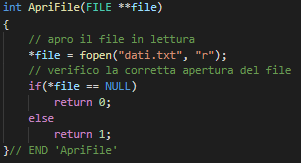 int ApriFile(FILE **file)
{
    // apro il file in lettura
    *file = fopen("dati.txt", "r");
    // verifico la corretta apertura del file
    if(*file == NULL)
        return 0;
    else
        return 1;
}// END 'ApriFile'